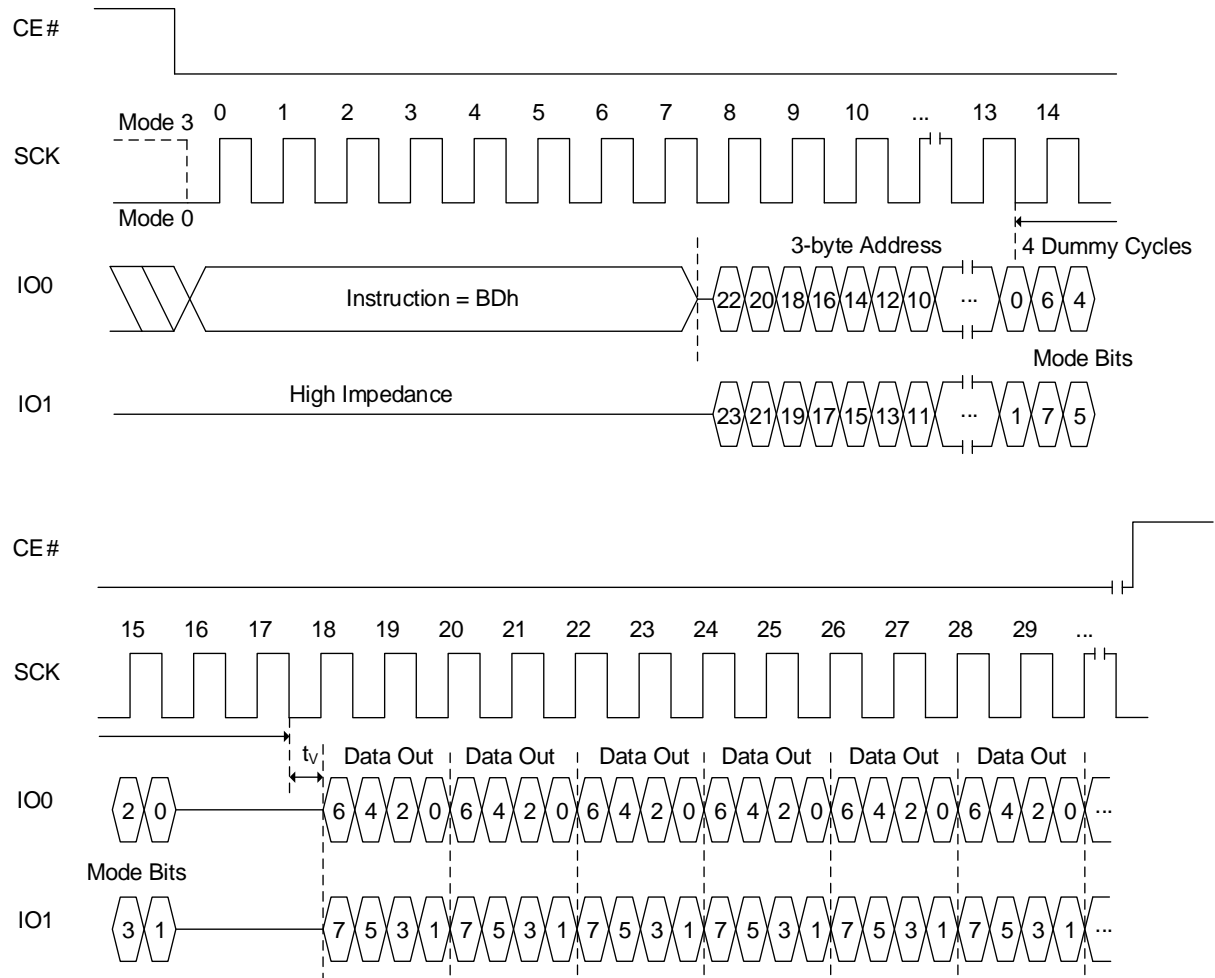 CE#
0 1 2 3 4 5 6 7 8 9 10 ... 13 14
Mode 3
SCK
Mode 0
3-byte Address 4 Dummy Cycles
IO0
Instruction = BDh 22 20 18 16 14 12 10 ... 0 6 4
Mode Bits
High Impedance
IO1
23 21 19 17 15 13 11 ... 1 7 5
CE#
15 16 17 18 19 20 21 22 23 24 25 26 27 28 29 ...
SCK
tV Data Out Data Out Data Out Data Out Data Out Data Out
IO0
2 0 6 4 2 0 6 4 2 0 6 4 2 0 6 4 2 0 6 4 2 0 6 4 2 0 ...
Mode Bits
IO1
3 1 7 5 3 1 7 5 3 1 7 5 3 1 7 5 3 1 7 5 3 1 7 5 3 1 ...